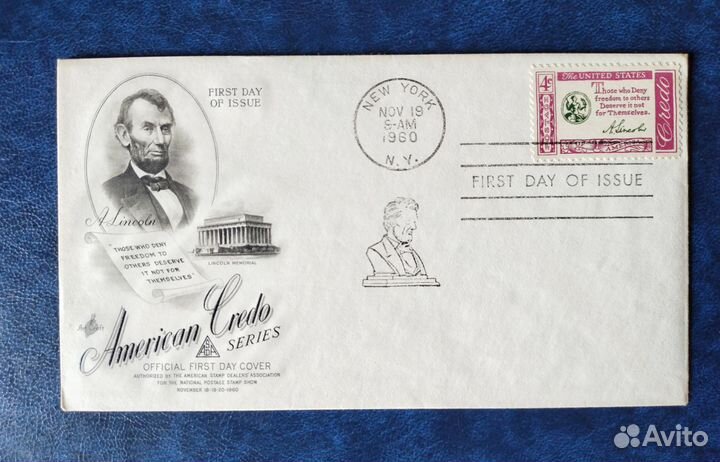 FIRST DAY
OF ISSUE
A. Lincoln
"THOSE WHO DENY
FREEDOM TO
OTHERS DESERVE
IT NOT FOR
THEMSELVES"
LINCOLN MEMORIAL
Art Craft
American Credo
SERIES
ASDA
OFFICIAL FIRST DAY COVER
AUTHORIZED BY THE AMERICAN STAMP DEALERS' ASSOCIATION
FOR THE NATIONAL POSTAGE STAMP SHOW
NOVEMBER 18-19-20-1960
NEW YORK
NOV 19
9-AM
1960
N.Y.
4¢
The UNITED STATES
Those who Deny
freedom to others
Deserve it not
for Themselves.
A. Lincoln
Credo
FIRST DAY OF ISSUE
Avito